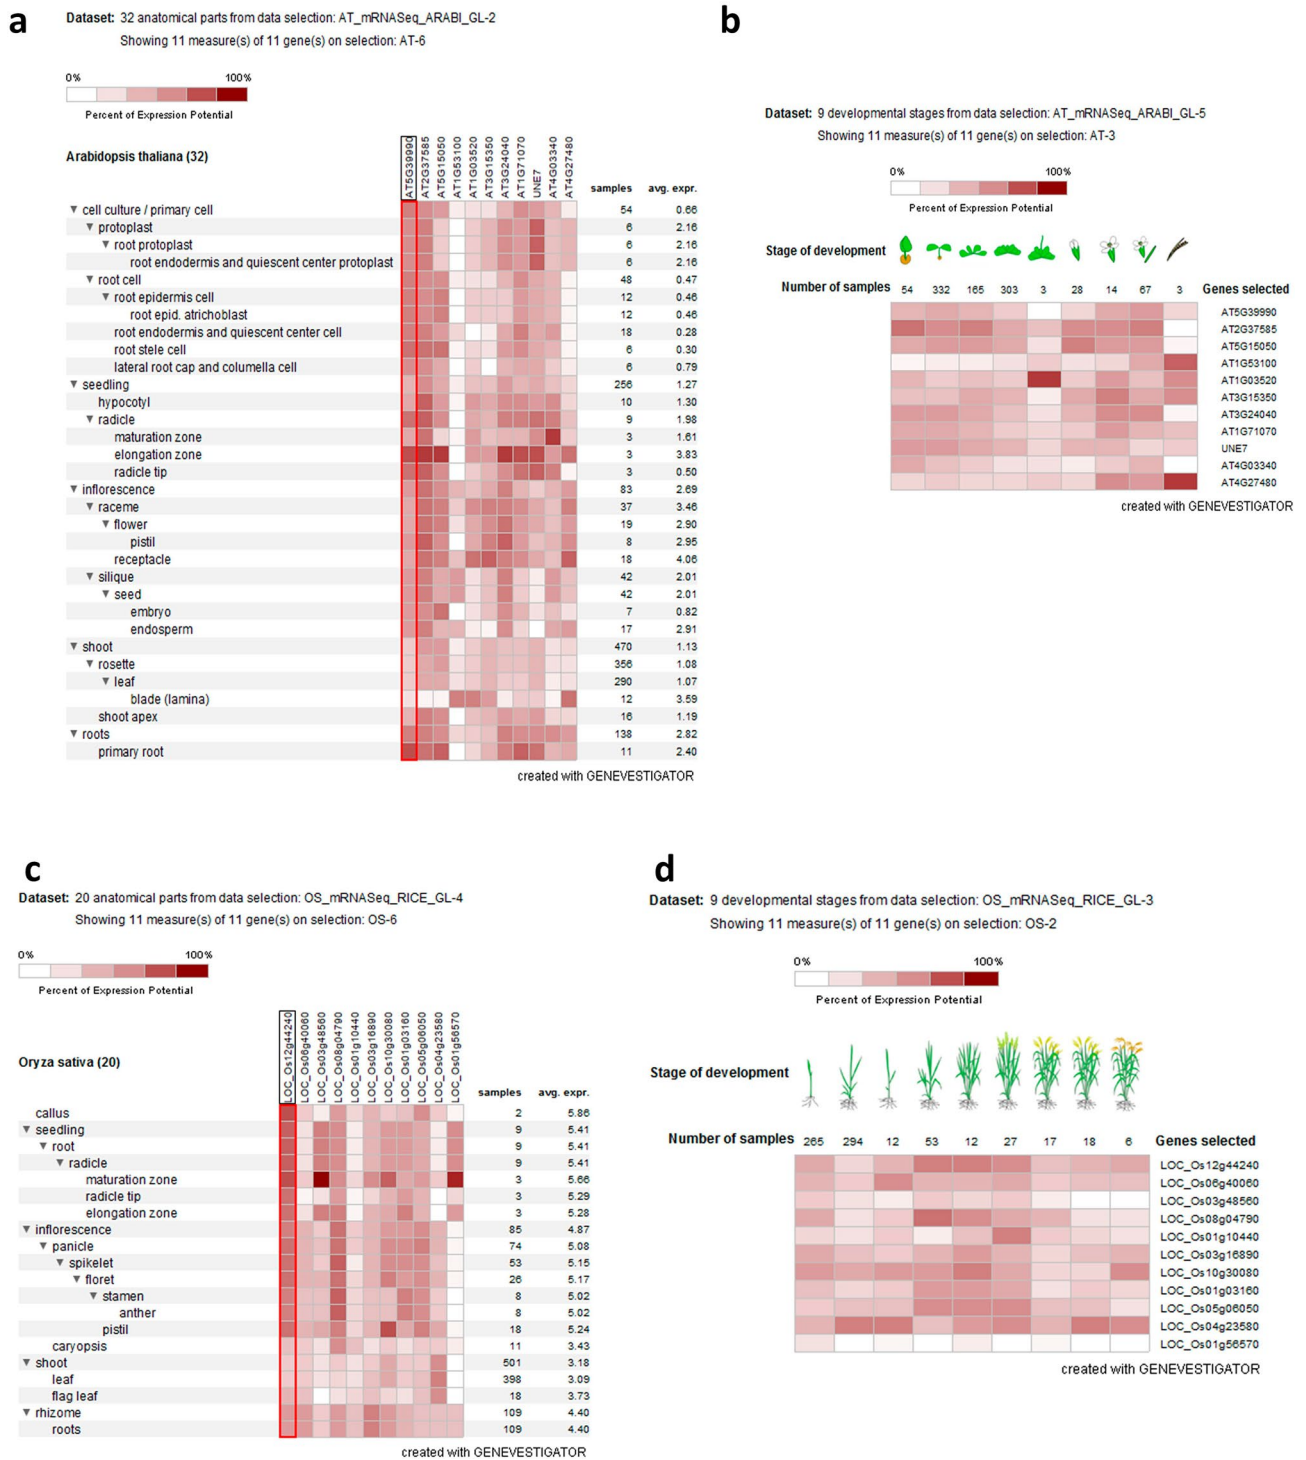 a
Dataset: 32 anatomical parts from data selection: AT_mRNASeq_ARABI_GL-2
Showing 11 measure(s) of 11 gene(s) on selection: AT-6
0% 100%
Percent of Expression Potential
Arabidopsis thaliana (32)
AT5G39990
AT2G37585
AT5G15050
AT1G53100
AT1G03520
AT3G15350
AT3G24040
AT1G71070
UNE7
AT4G03340
AT4G27480
samples avg. expr.
▼ cell culture / primary cell 54 0.66
▼ protoplast 6 2.16
▼ root protoplast 6 2.16
root endodermis and quiescent center protoplast 6 2.16
▼ root cell 48 0.47
▼ root epidermis cell 12 0.46
root epid. atrichoblast 12 0.46
root endodermis and quiescent center cell 18 0.28
root stele cell 6 0.30
lateral root cap and columella cell 6 0.79
▼ seedling 256 1.27
hypocotyl 10 1.30
▼ radicle 9 1.98
maturation zone 3 1.61
elongation zone 3 3.83
radicle tip 3 0.50
▼ inflorescence 83 2.69
▼ raceme 37 3.46
▼ flower 19 2.90
pistil 8 2.95
receptacle 18 4.06
▼ silique 42 2.01
▼ seed 42 2.01
embryo 7 0.82
endosperm 17 2.91
▼ shoot 470 1.13
▼ rosette 356 1.08
▼ leaf 290 1.07
blade (lamina) 12 3.59
shoot apex 16 1.19
▼ roots 138 2.82
primary root 11 2.40
created with GENEVESTIGATOR
b
Dataset: 9 developmental stages from data selection: AT_mRNASeq_ARABI_GL-5
Showing 11 measure(s) of 11 gene(s) on selection: AT-3
0% 100%
Percent of Expression Potential
Stage of development
Number of samples 54 332 165 303 3 28 14 67 3 Genes selected
AT5G39990
AT2G37585
AT5G15050
AT1G53100
AT1G03520
AT3G15350
AT3G24040
AT1G71070
UNE7
AT4G03340
AT4G27480
created with GENEVESTIGATOR
c
Dataset: 20 anatomical parts from data selection: OS_mRNASeq_RICE_GL-4
Showing 11 measure(s) of 11 gene(s) on selection: OS-6
0% 100%
Percent of Expression Potential
Oryza sativa (20)
LOC_Os12g44240
LOC_Os06g40060
LOC_Os03g48560
LOC_Os08g04790
LOC_Os01g10440
LOC_Os03g16890
LOC_Os10g30080
LOC_Os01g03160
LOC_Os05g06050
LOC_Os04g23580
LOC_Os01g56570
samples avg. expr.
callus 2 5.86
▼ seedling 9 5.41
▼ root 9 5.41
▼ radicle 9 5.41
maturation zone 3 5.66
radicle tip 3 5.29
elongation zone 3 5.28
▼ inflorescence 85 4.87
▼ panicle 74 5.08
▼ spikelet 53 5.15
▼ floret 26 5.17
▼ stamen 8 5.02
anther 8 5.02
pistil 18 5.24
caryopsis 11 3.43
▼ shoot 501 3.18
leaf 398 3.09
flag leaf 18 3.73
▼ rhizome 109 4.40
roots 109 4.40
created with GENEVESTIGATOR
d
Dataset: 9 developmental stages from data selection: OS_mRNASeq_RICE_GL-3
Showing 11 measure(s) of 11 gene(s) on selection: OS-2
0% 100%
Percent of Expression Potential
Stage of development
Number of samples 265 294 12 53 12 27 17 18 6 Genes selected
LOC_Os12g44240
LOC_Os06g40060
LOC_Os03g48560
LOC_Os08g04790
LOC_Os01g10440
LOC_Os03g16890
LOC_Os10g30080
LOC_Os01g03160
LOC_Os05g06050
LOC_Os04g23580
LOC_Os01g56570
created with GENEVESTIGATOR